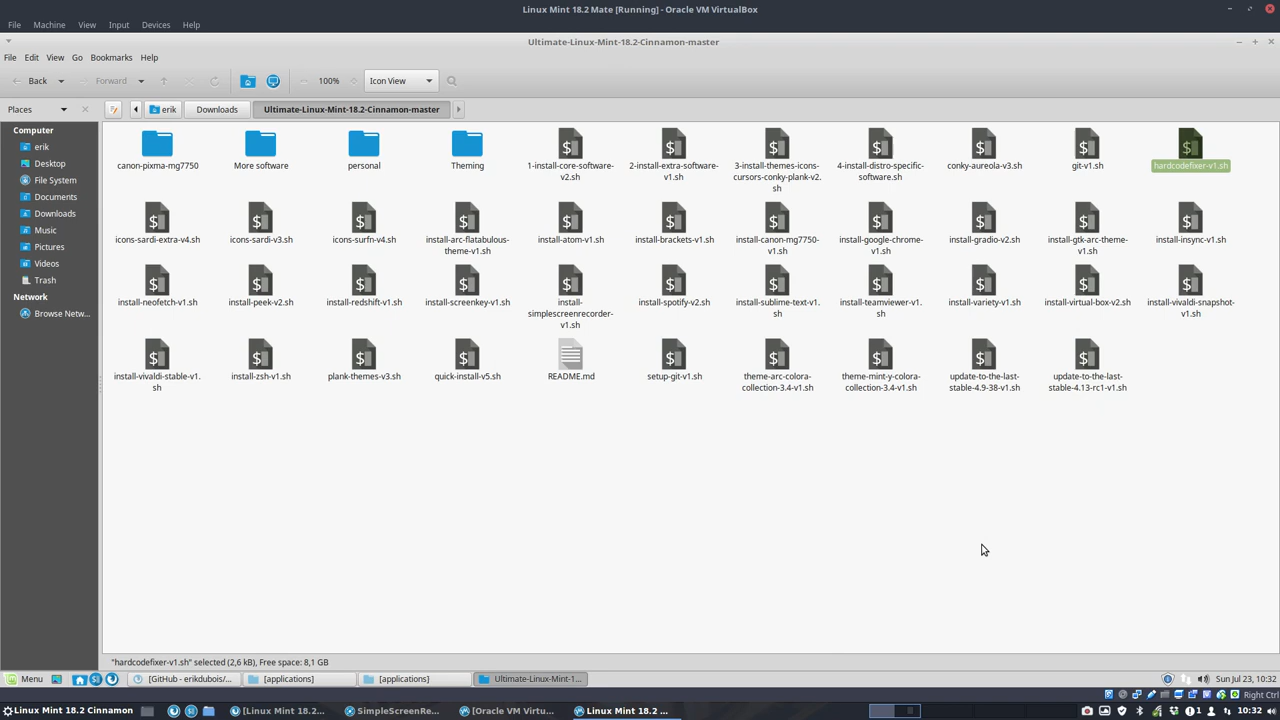 Linux Mint 18.2 Mate [Running] - Oracle VM VirtualBox
File Machine View Input Devices Help
Ultimate-Linux-Mint-18.2-Cinnamon-master
File Edit View Go Bookmarks Help
Back Forward 100% Icon View
Places erik Downloads Ultimate-Linux-Mint-18.2-Cinnamon-master
Computer
erik
Desktop
File System
Documents
Downloads
Music
Pictures
Videos
Trash
Network
Browse Netw...
canon-pixma-mg7750
More software
personal
Theming
1-install-core-software-
v2.sh
2-install-extra-software-
v1.sh
3-install-themes-icons-
cursors-conky-plank-v2.
sh
4-install-distro-specific-
software.sh
conky-aureola-v3.sh
git-v1.sh
hardcodefixer-v1.sh
icons-sardi-extra-v4.sh
icons-sardi-v3.sh
icons-surfn-v4.sh
install-arc-flatabulous-
theme-v1.sh
install-atom-v1.sh
install-brackets-v1.sh
install-canon-mg7750-
v1.sh
install-google-chrome-
v1.sh
install-gradio-v2.sh
install-gtk-arc-theme-
v1.sh
install-insync-v1.sh
install-neofetch-v1.sh
install-peek-v2.sh
install-redshift-v1.sh
install-screenkey-v1.sh
install-
simplescreenrecorder-
v1.sh
install-spotify-v2.sh
install-sublime-text-v1.
sh
install-teamviewer-v1.
sh
install-variety-v1.sh
install-virtual-box-v2.sh
install-vivaldi-snapshot-
v1.sh
install-vivaldi-stable-v1.
sh
install-zsh-v1.sh
plank-themes-v3.sh
quick-install-v5.sh
README.md
setup-git-v1.sh
theme-arc-colora-
collection-3.4-v1.sh
theme-mint-y-colora-
collection-3.4-v1.sh
update-to-the-last-
stable-4.9-38-v1.sh
update-to-the-last-
stable-4.13-rc1-v1.sh
"hardcodefixer-v1.sh" selected (2,6 kB), Free space: 8,1 GB
Menu [GitHub - erikdubois/... [applications] [applications] Ultimate-Linux-Mint-1... Sun Jul 23, 10:32
Right Ctrl
Linux Mint 18.2 Cinnamon [Linux Mint 18.2... SimpleScreenRe... [Oracle VM Virtu... Linux Mint 18.2 ... 1 10:32